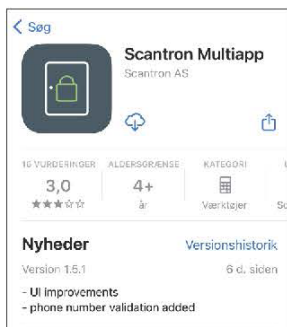 Søg
Scantron Multiapp
Scantron AS
16 VURDERINGER ALDERSGRÆNSE KATEGORI
3,0 4+
år Værktøjer
Nyheder Versionshistorik
Version 1.5.1 6 d. siden
- UI improvements
- phone number validation added